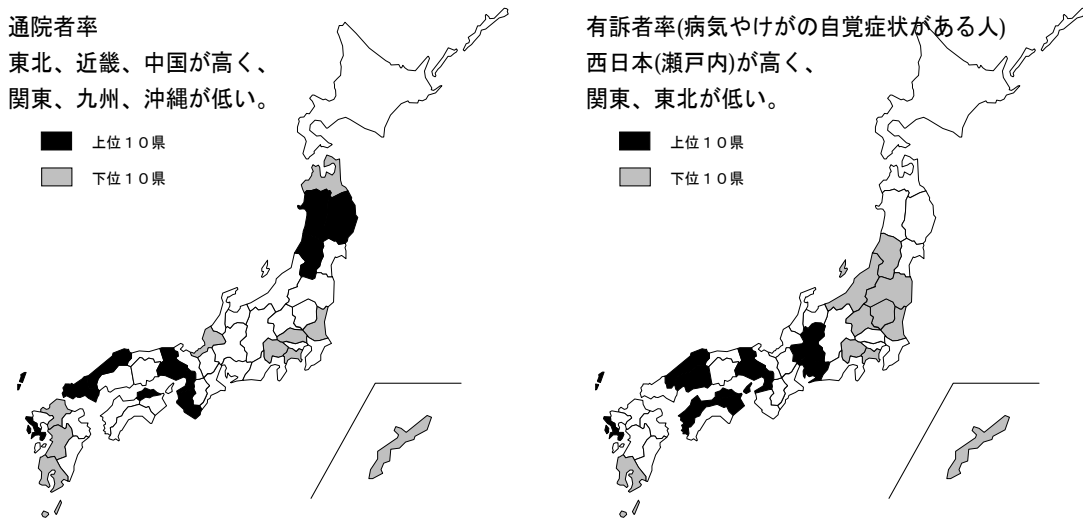 通院者率
東北、近畿、中国が高く、
関東、九州、沖縄が低い。
上位１０県
下位１０県
有訴者率(病気やけがの自覚症状がある人)
西日本(瀬戸内)が高く、
関東、東北が低い。
上位１０県
下位１０県